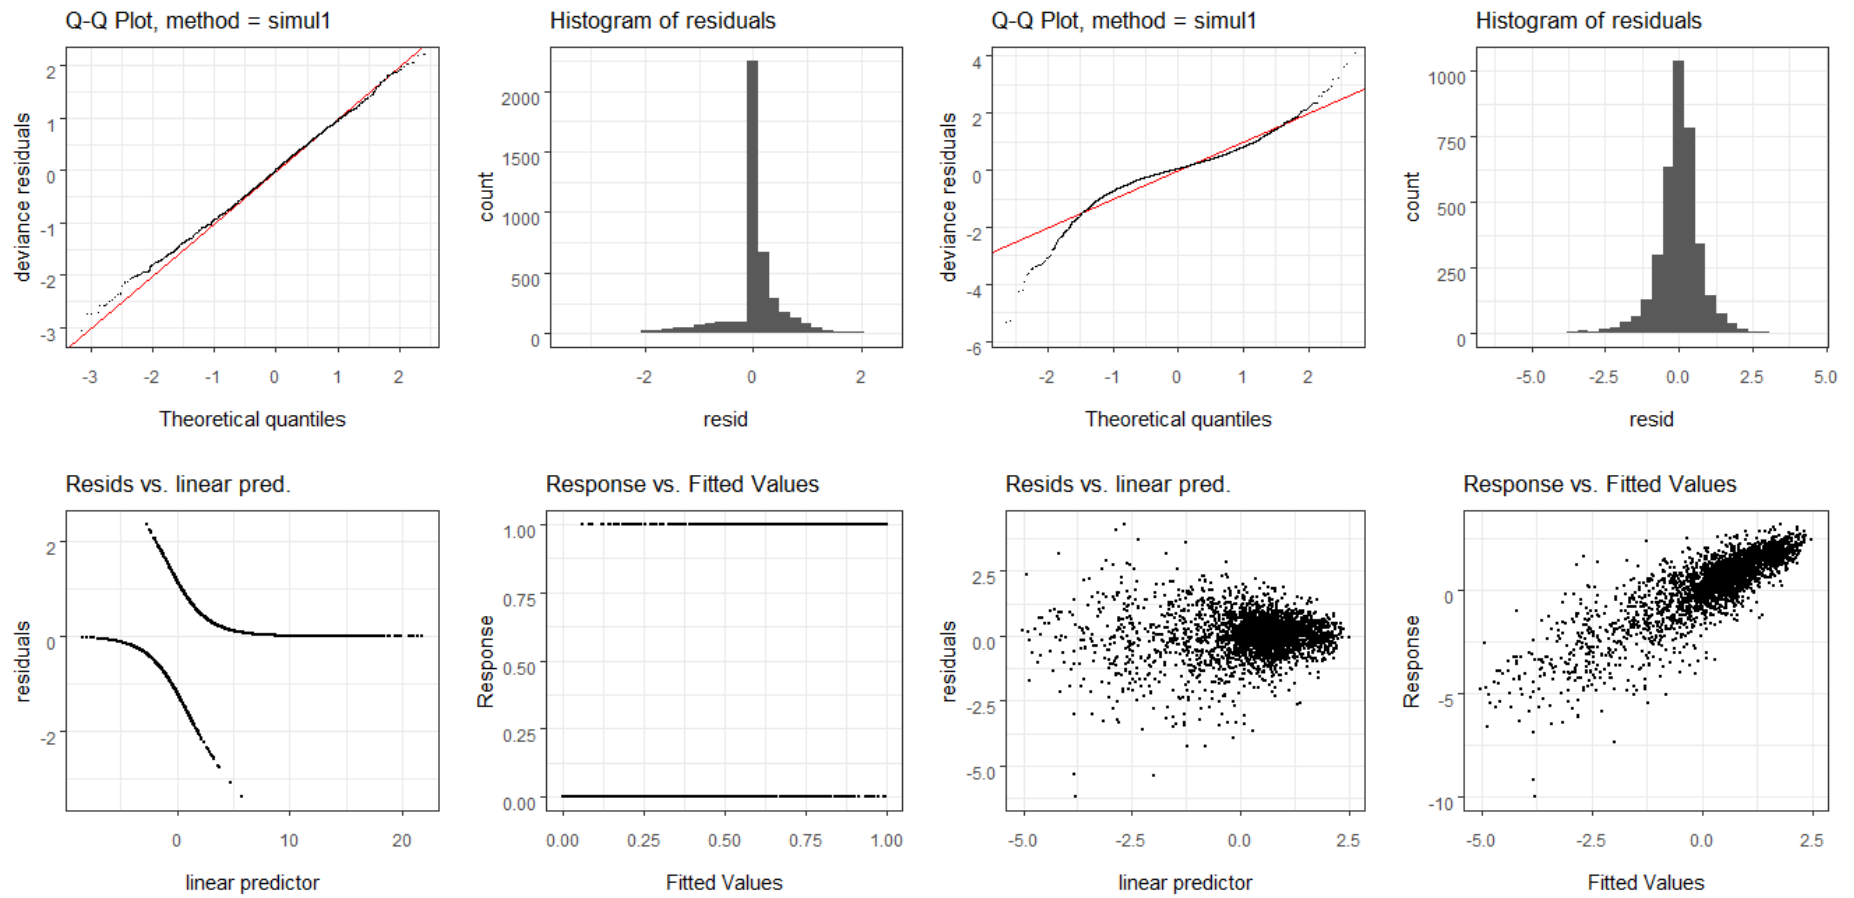 Q-Q Plot, method = simul1
deviance residuals
2
1
0
-1
-2
-3
-3 -2 -1 0 1 2
Theoretical quantiles
Histogram of residuals
count
2000
1500
1000
500
0
-2 0 2
resid
Q-Q Plot, method = simul1
deviance residuals
4
2
0
-2
-4
-6
-2 -1 0 1 2
Theoretical quantiles
Histogram of residuals
count
1000
750
500
250
0
-5.0 -2.5 0.0 2.5 5.0
resid
Resids vs. linear pred.
residuals
2
0
-2
0 10 20
linear predictor
Response vs. Fitted Values
Response
1.00
0.75
0.50
0.25
0.00
0.00 0.25 0.50 0.75 1.00
Fitted Values
Resids vs. linear pred.
residuals
2.5
0.0
-2.5
-5.0
-5.0 -2.5 0.0 2.5
linear predictor
Response vs. Fitted Values
Response
0
-5
-10
-5.0 -2.5 0.0 2.5
Fitted Values